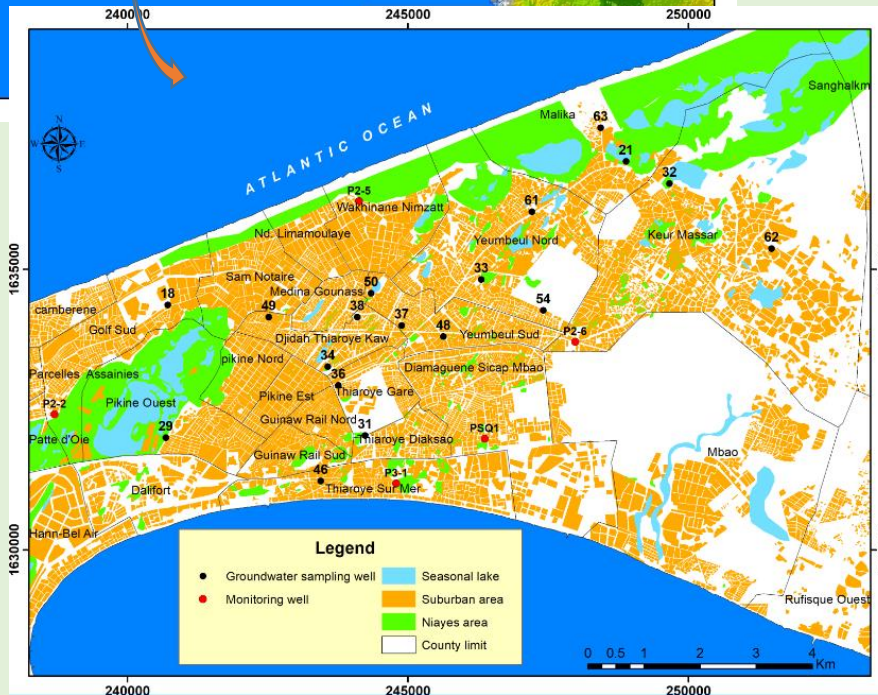 240000 245000 250000
Sanghalkm
Malika
63
ATLANTIC OCEAN
21
32
P2-5
Wakhinane Nimzatt
61
Nd. Limamoulaye
Yeumbeul Nord
Keur Massar
62
1635000
Sam Notaire
33
50
Medina Gounass
18
camberene
49
38
37
54
Golf Sud
Djidah Thiaroye Kaw
48
Yeumbeul Sud
P2-6
pikine Nord
34
Diamaguene Sicap Mbao
Parcelles Assainies
36
Pikine Est
Thiaroye Gare
Pikine Ouest
P2-2
Guinaw Rail Nord
31
PSQ1
Patte d'Oie
29
Thiaroye Diaksao
Mbao
Guinaw Rail Sud
46
P3-1
Dalifort
Thiaroye Sur Mer
Hann-Bel Air
1630000
Rufisque Ouest
W N E S
Legend
Groundwater sampling well
Monitoring well
Seasonal lake
Suburban area
Niayes area
County limit
0 0.5 1 2 3 4
Km
240000 245000 250000